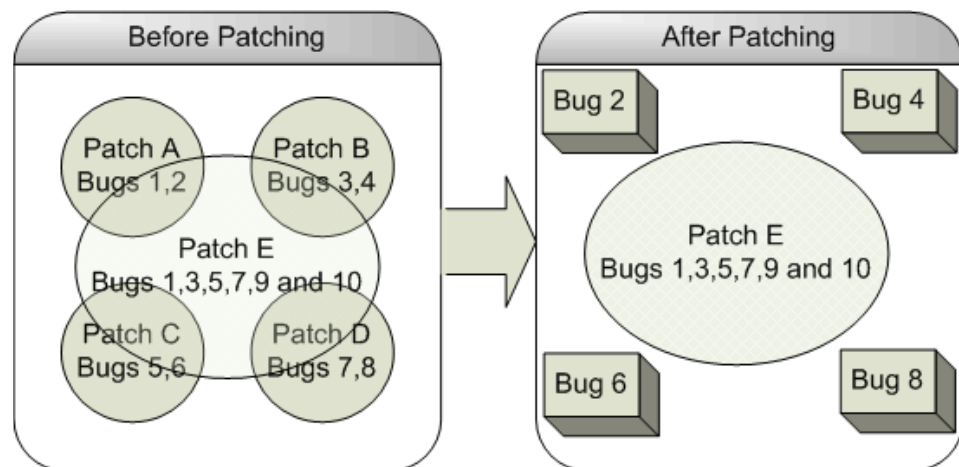 Before Patching
Patch A
Bugs 1,2
Patch B
Bugs 3,4
Patch E
Bugs 1,3,5,7,9 and 10
Patch C
Bugs 5,6
Patch D
Bugs 7,8
After Patching
Bug 2
Bug 4
Patch E
Bugs 1,3,5,7,9 and 10
Bug 6
Bug 8